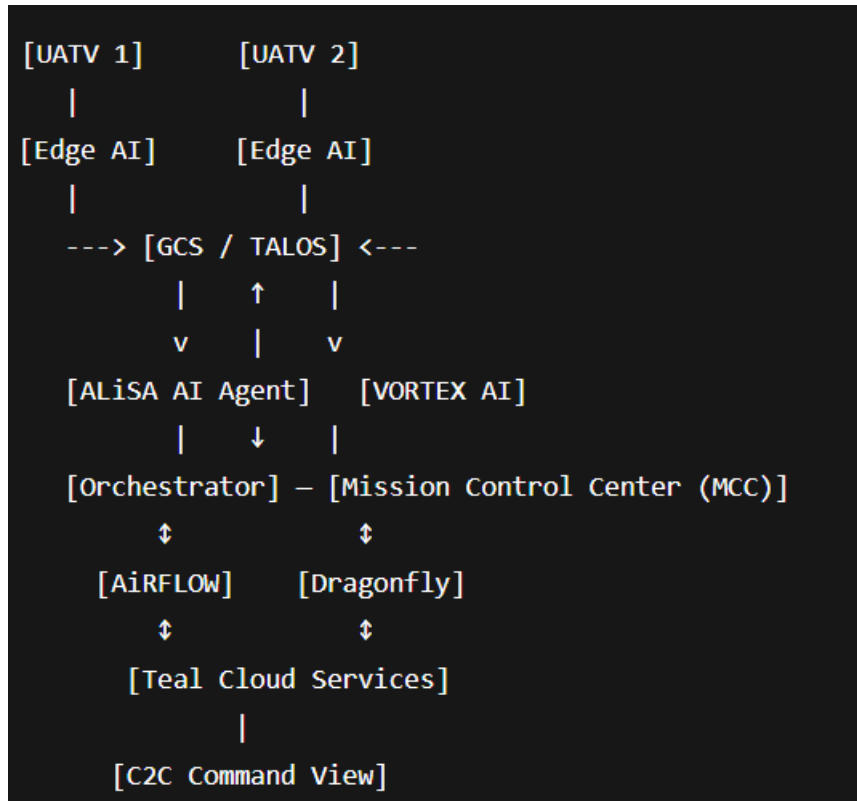 [UATV 1]        [UATV 2]
   |               |
[Edge AI]     [Edge AI]
   |               |
   ---> [GCS / TALOS] <---
          |    ↑    |
          v    |    v
   [ALiSA AI Agent]   [VORTEX AI]
          |    ↓    |
   [Orchestrator] — [Mission Control Center (MCC)]
         ↕             ↕
     [AiRFLOW]    [Dragonfly]
         ↕             ↕
       [Teal Cloud Services]
               |
      [C2C Command View]